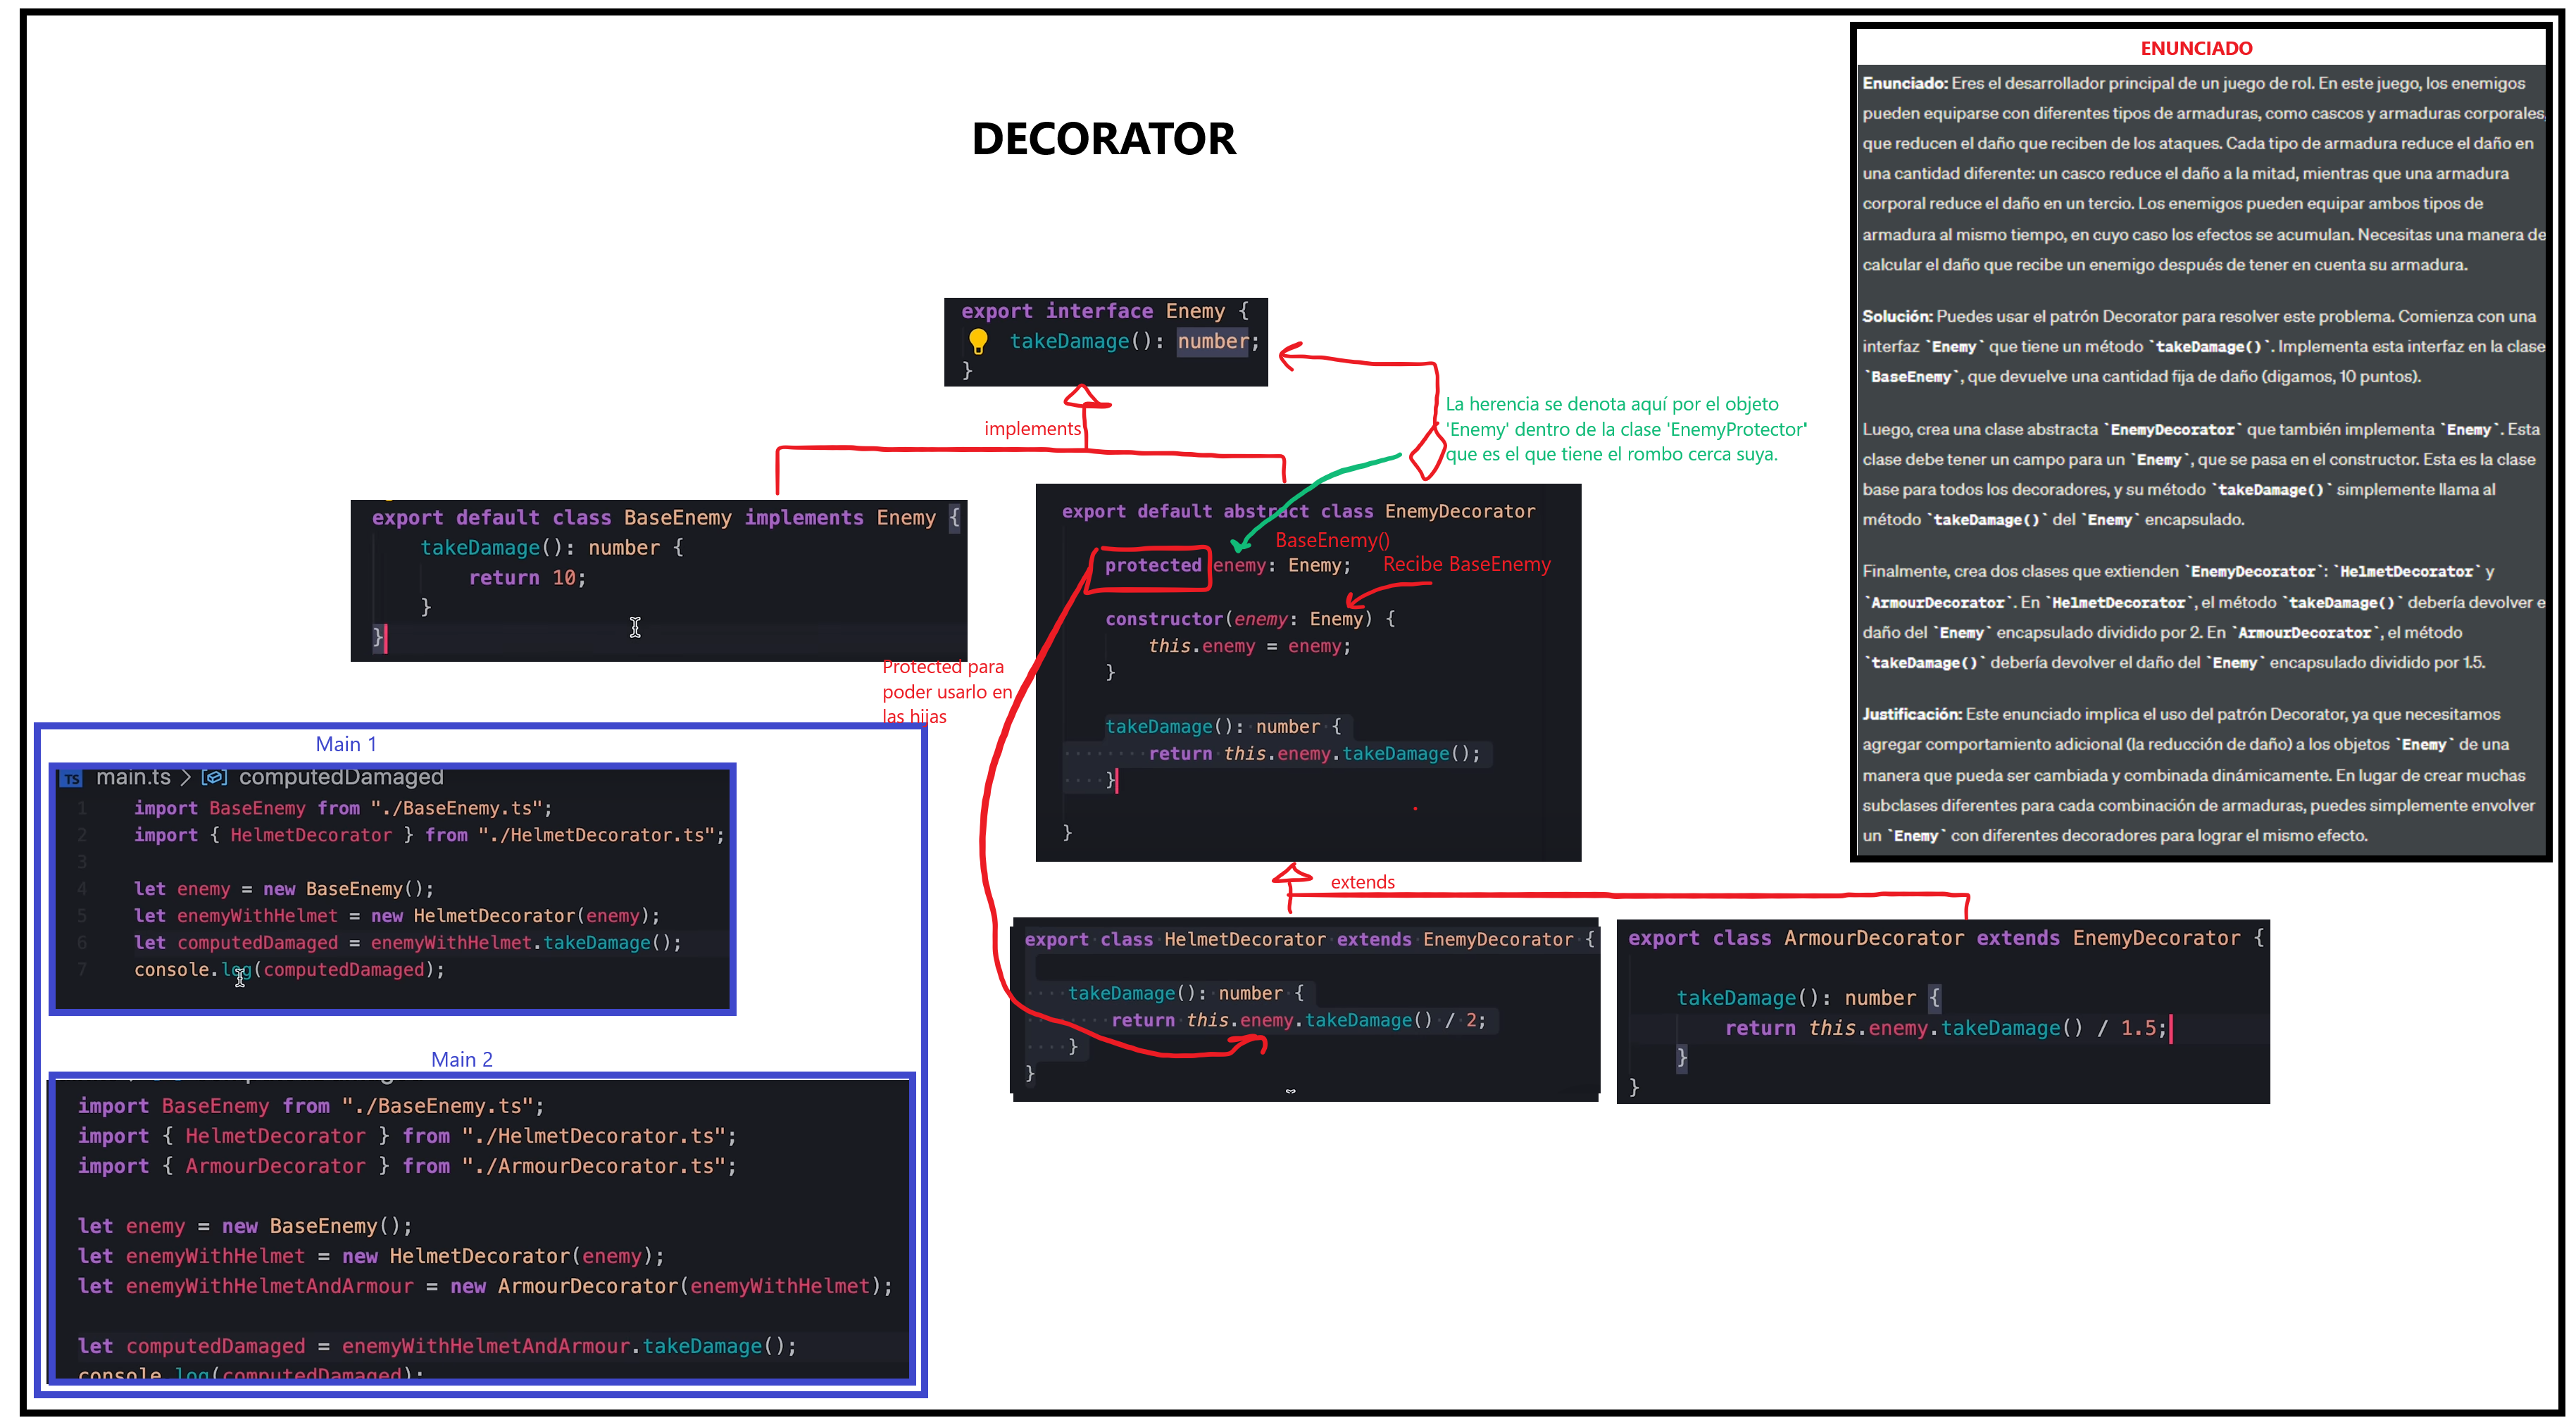 DECORATOR
ENUNCIADO
Enunciado: Eres el desarrollador principal de un juego de rol. En este juego, los enemigos
pueden equiparse con diferentes tipos de armaduras, como cascos y armaduras corporales,
que reducen el daño que reciben de los ataques. Cada tipo de armadura reduce el daño en
una cantidad diferente: un casco reduce el daño a la mitad, mientras que una armadura
corporal reduce el daño en un tercio. Los enemigos pueden equipar ambos tipos de
armadura al mismo tiempo, en cuyo caso los efectos se acumulan. Necesitas una manera de
calcular el daño que recibe un enemigo después de tener en cuenta su armadura.
Solución: Puedes usar el patrón Decorator para resolver este problema. Comienza con una
interfaz `Enemy` que tiene un método `takeDamage()`. Implementa esta interfaz en la clase
`BaseEnemy`, que devuelve una cantidad fija de daño (digamos, 10 puntos).
Luego, crea una clase abstracta `EnemyDecorator` que también implementa `Enemy`. Esta
clase debe tener un campo para un `Enemy`, que se pasa en el constructor. Esta es la clase
base para todos los decoradores, y su método `takeDamage()` simplemente llama al
método `takeDamage()` del `Enemy` encapsulado.
Finalmente, crea dos clases que extienden `EnemyDecorator`: `HelmetDecorator` y
`ArmourDecorator`. En `HelmetDecorator`, el método `takeDamage()` debería devolver e
daño del `Enemy` encapsulado dividido por 2. En `ArmourDecorator`, el método
`takeDamage()` debería devolver el daño del `Enemy` encapsulado dividido por 1.5.
Justificación: Este enunciado implica el uso del patrón Decorator, ya que necesitamos
agregar comportamiento adicional (la reducción de daño) a los objetos `Enemy` de una
manera que pueda ser cambiada y combinada dinámicamente. En lugar de crear muchas
subclases diferentes para cada combinación de armaduras, puedes simplemente envolver
un `Enemy` con diferentes decoradores para lograr el mismo efecto.
export interface Enemy {
takeDamage(): number;
}
implements
La herencia se denota aquí por el objeto
'Enemy' dentro de la clase 'EnemyProtector'
que es el que tiene el rombo cerca suya.
export default class BaseEnemy implements Enemy {
takeDamage(): number {
return 10;
}
}
export default abstract class EnemyDecorator
BaseEnemy()
protected enemy: Enemy;
Recibe BaseEnemy
constructor(enemy: Enemy) {
this.enemy = enemy;
}
takeDamage(): number {
return this.enemy.takeDamage();
}
}
Protected para
poder usarlo en
las hijas
extends
export class HelmetDecorator extends EnemyDecorator {
takeDamage(): number {
return this.enemy.takeDamage() / 2;
}
}
export class ArmourDecorator extends EnemyDecorator {
takeDamage(): number {
return this.enemy.takeDamage() / 1.5;
}
}
Main 1
TS main.ts > computedDamaged
1 import BaseEnemy from "./BaseEnemy.ts";
2 import { HelmetDecorator } from "./HelmetDecorator.ts";
3
4 let enemy = new BaseEnemy();
5 let enemyWithHelmet = new HelmetDecorator(enemy);
6 let computedDamaged = enemyWithHelmet.takeDamage();
7 console.log(computedDamaged);
Main 2
import BaseEnemy from "./BaseEnemy.ts";
import { HelmetDecorator } from "./HelmetDecorator.ts";
import { ArmourDecorator } from "./ArmourDecorator.ts";
let enemy = new BaseEnemy();
let enemyWithHelmet = new HelmetDecorator(enemy);
let enemyWithHelmetAndArmour = new ArmourDecorator(enemyWithHelmet);
let computedDamaged = enemyWithHelmetAndArmour.takeDamage();
console.log(computedDamaged);